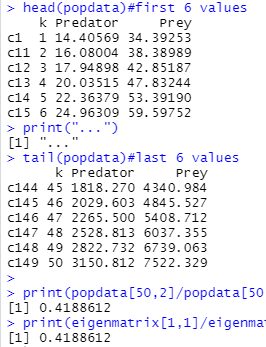 > head(popdata)#first 6 values
k Predator Prey
c1 1 14.40569 34.39253
c11 2 16.08004 38.38989
c12 3 17.94898 42.85187
c13 4 20.03515 47.83244
c14 5 22.36379 53.39190
c15 6 24.96309 59.59752
> print("...")
[1] "..."
> tail(popdata)#last 6 values
k Predator Prey
c144 45 1818.270 4340.984
c145 46 2029.603 4845.527
c146 47 2265.500 5408.712
c147 48 2528.813 6037.355
c148 49 2822.732 6739.063
c149 50 3150.812 7522.329
>
> print(popdata[50,2]/popdata[50
[1] 0.4188612
> print(eigenmatrix[1,1]/eigenma
[1] 0.4188612